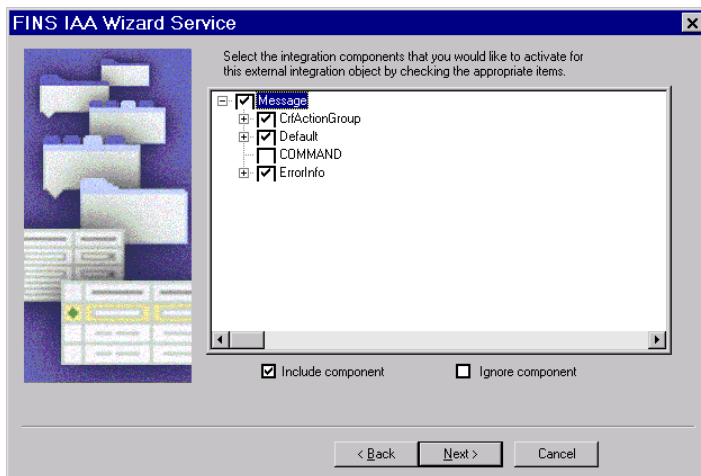 FINS IAA Wizard Service
Select the integration components that you would like to activate for
this external integration object by checking the appropriate items.
Message
CrfActionGroup
Default
COMMAND
ErrorInfo
Include component Ignore component
< Back Next > Cancel